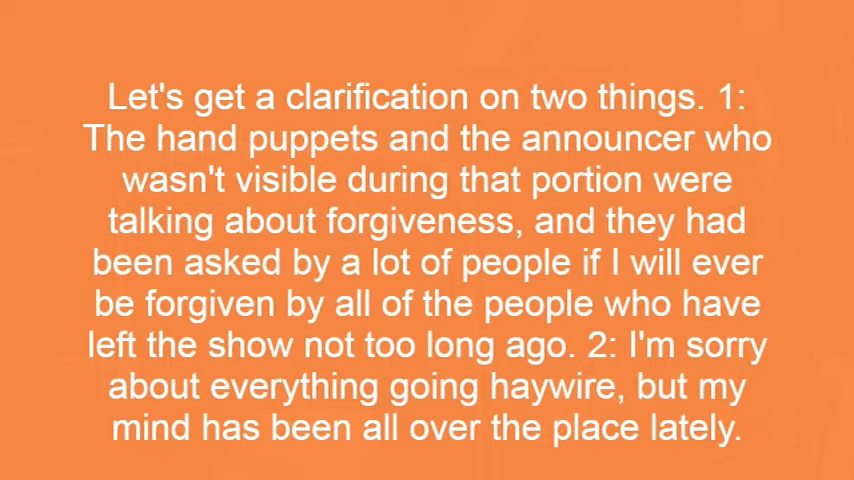 Let's get a clarification on two things. 1:
The hand puppets and the announcer who
wasn't visible during that portion were
talking about forgiveness, and they had
been asked by a lot of people if I will ever
be forgiven by all of the people who have
left the show not too long ago. 2: I'm sorry
about everything going haywire, but my
mind has been all over the place lately.